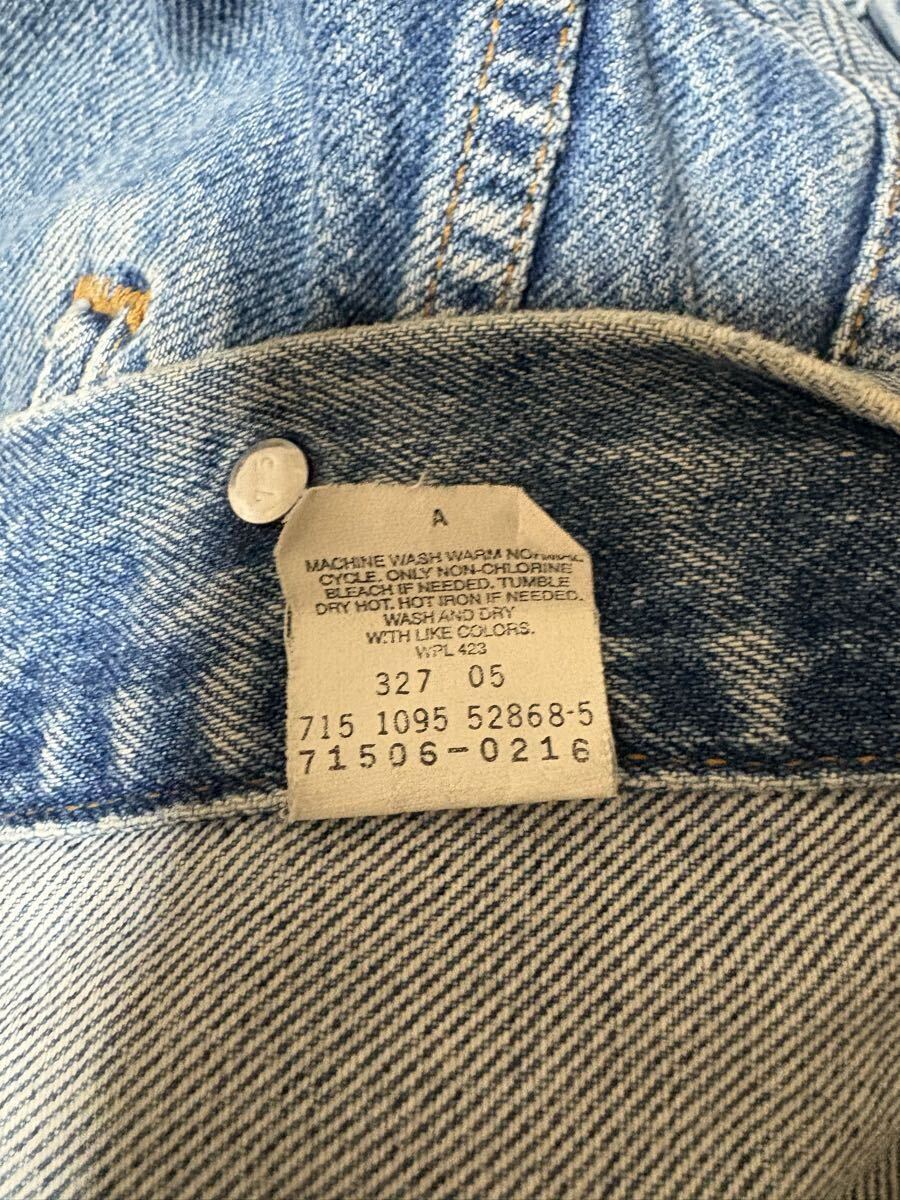 515
A
MACHINE WASH WARM NORMAL
CYCLE. ONLY NON-CHLORINE
BLEACH IF NEEDED. TUMBLE
DRY HOT. HOT IRON IF NEEDED.
WASH AND DRY
WITH LIKE COLORS.
WPL 423
327 05
715 1095 52868-5
71506-0216